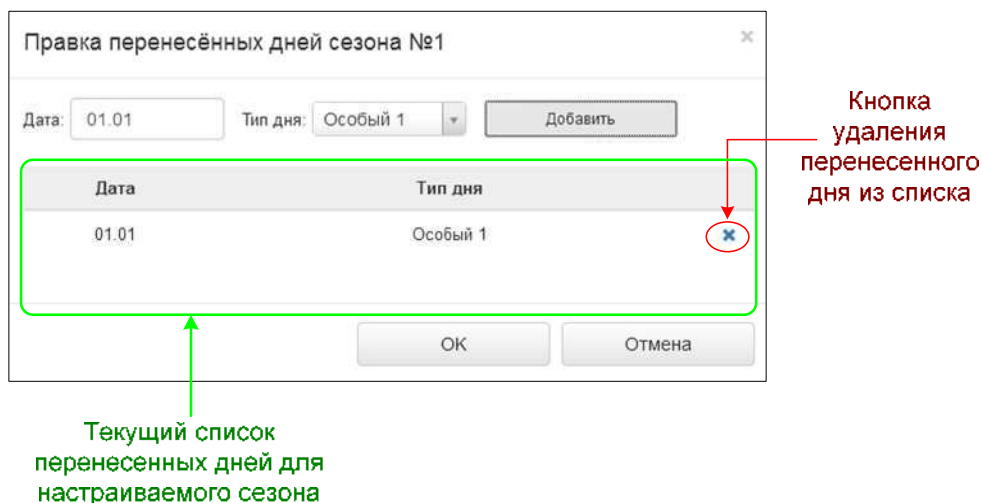 Правка перенесённых дней сезона №1
×
Дата: 01.01 Тип дня: Особый 1 Добавить
Дата Тип дня
01.01 Особый 1
OK Отмена
Кнопка
удаления
перенесенного
дня из списка
Текущий список
перенесенных дней для
настраиваемого сезона